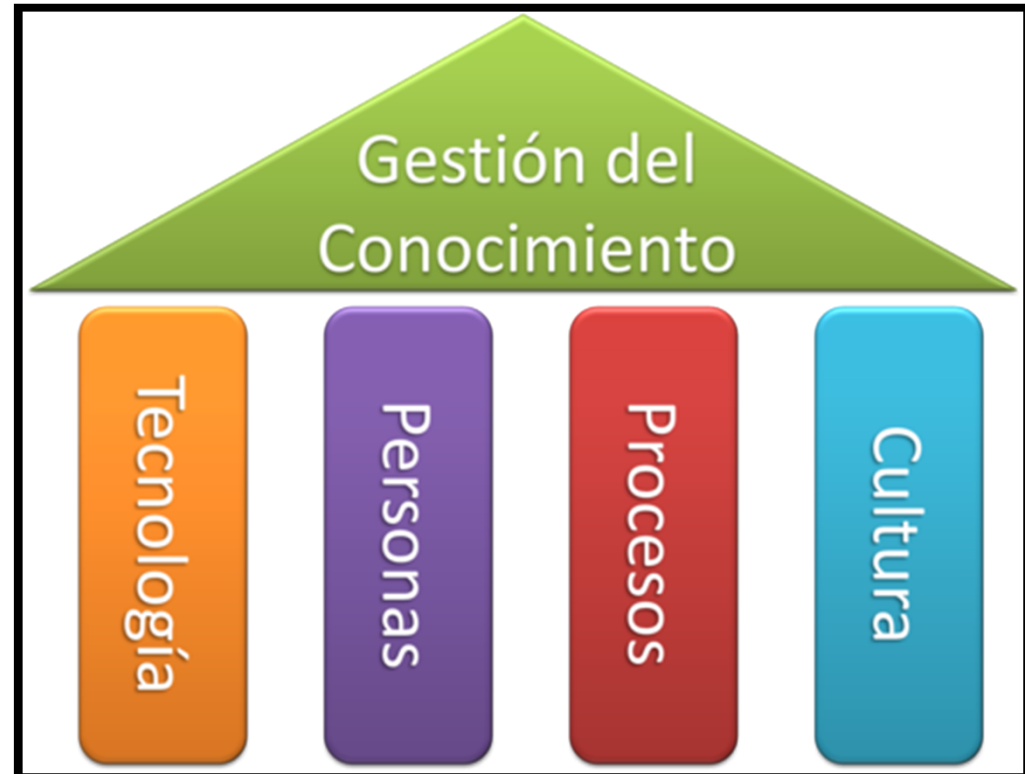 Gestión del
Conocimiento
Tecnología
Personas
Procesos
Cultura